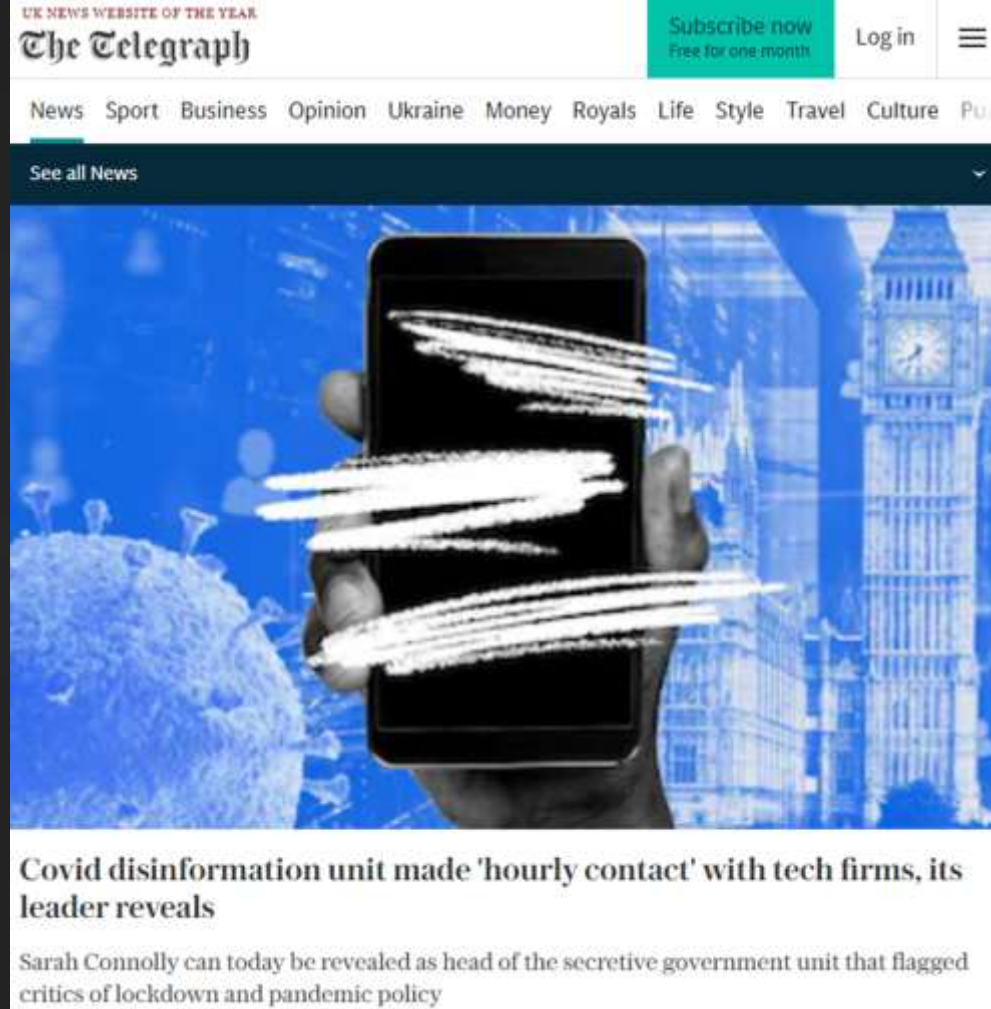 UK NEWS WEBSITE OF THE YEAR
The Telegraph
Subscribe now
Free for one month
Log in
News Sport Business Opinion Ukraine Money Royals Life Style Travel Culture
See all News
Covid disinformation unit made 'hourly contact' with tech firms, its
leader reveals
Sarah Connolly can today be revealed as head of the secretive government unit that flagged
critics of lockdown and pandemic policy